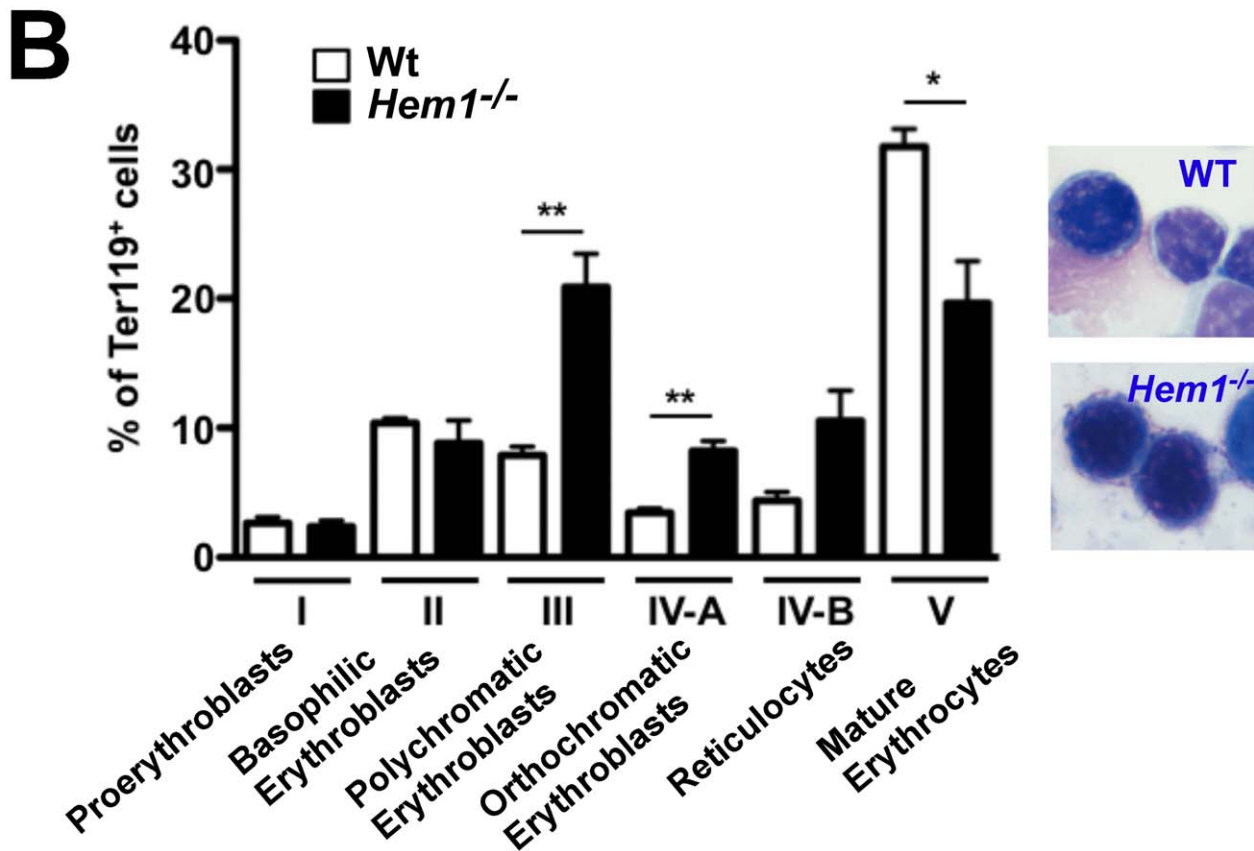 B
40
30
20
10
0
% of Ter119⁺ cells
Wt
Hem1⁻/⁻
**
**
*
I
II
III
IV-A
IV-B
V
Proerythroblasts
Basophilic
Erythroblasts
Polychromatic
Erythroblasts
Orthochromatic
Erythroblasts
Reticulocytes
Mature
Erythrocytes
WT
Hem1⁻/⁻